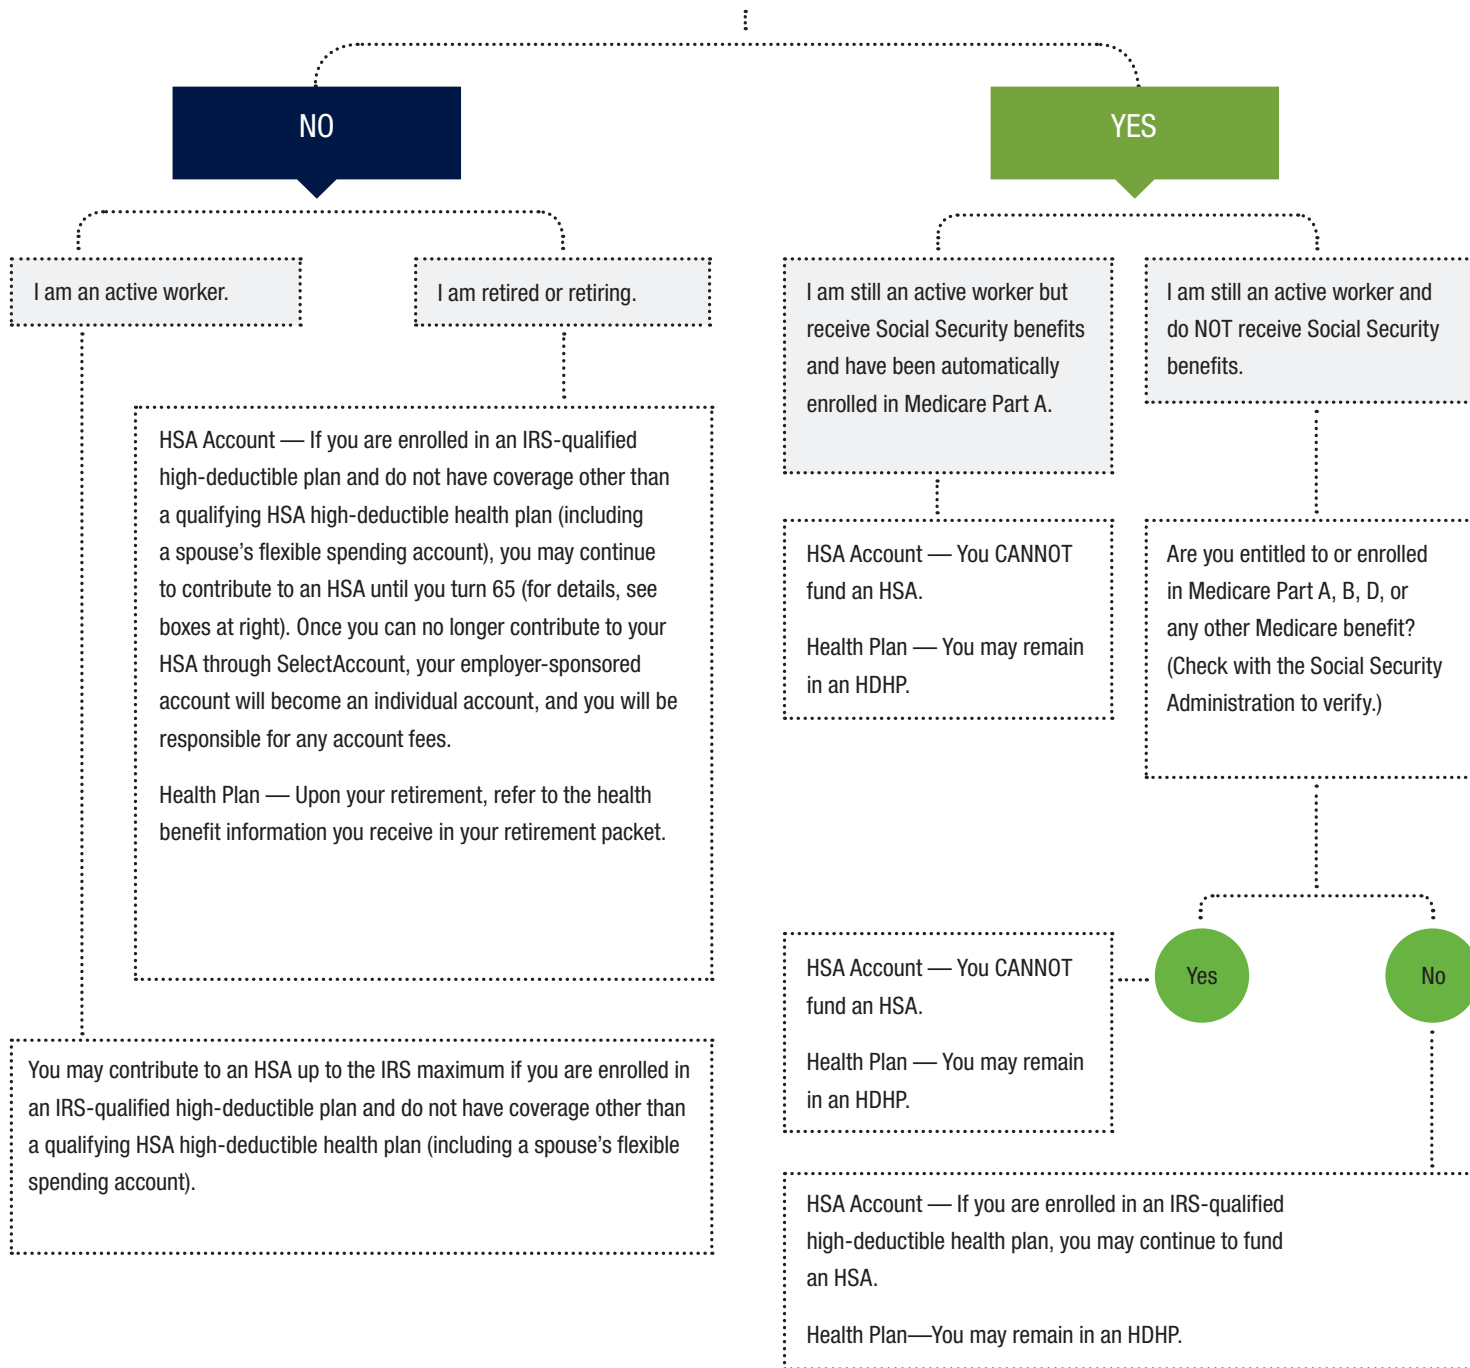 NO
YES
I am an active worker.
I am retired or retiring.
I am still an active worker but
receive Social Security benefits
and have been automatically
enrolled in Medicare Part A.
I am still an active worker and
do NOT receive Social Security
benefits.
HSA Account — If you are enrolled in an IRS-qualified
high-deductible plan and do not have coverage other than
a qualifying HSA high-deductible health plan (including
a spouse’s flexible spending account), you may continue
to contribute to an HSA until you turn 65 (for details, see
boxes at right). Once you can no longer contribute to your
HSA through SelectAccount, your employer-sponsored
account will become an individual account, and you will be
responsible for any account fees.
Health Plan — Upon your retirement, refer to the health
benefit information you receive in your retirement packet.
HSA Account — You CANNOT
fund an HSA.
Health Plan — You may remain
in an HDHP.
Are you entitled to or enrolled
in Medicare Part A, B, D, or
any other Medicare benefit?
(Check with the Social Security
Administration to verify.)
Yes
No
HSA Account — You CANNOT
fund an HSA.
Health Plan — You may remain
in an HDHP.
You may contribute to an HSA up to the IRS maximum if you are enrolled in
an IRS-qualified high-deductible plan and do not have coverage other than
a qualifying HSA high-deductible health plan (including a spouse’s flexible
spending account).
HSA Account — If you are enrolled in an IRS-qualified
high-deductible health plan, you may continue to fund
an HSA.
Health Plan—You may remain in an HDHP.